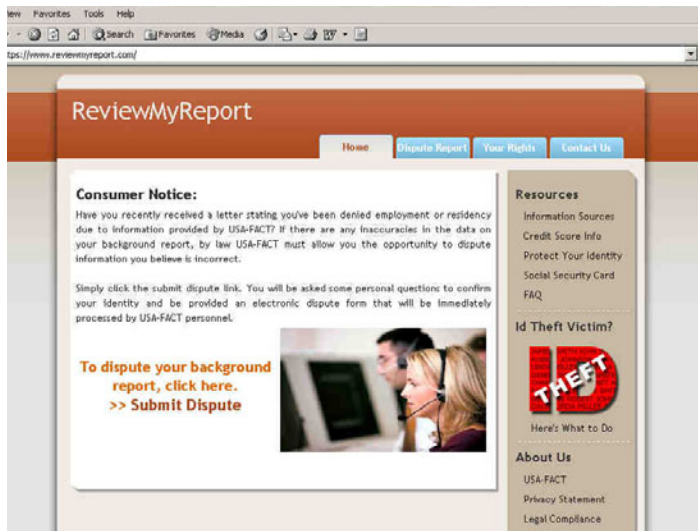 iew Favorites Tools Help
Search Favorites Media
tps://www.reviewmyreport.com/
ReviewMyReport
Home Dispute Report Your Rights Contact Us
Consumer Notice:
Have you recently received a letter stating you've been denied employment or residency
due to information provided by USA-FACT? If there are any inaccuracies in the data on
your background report, by law USA-FACT must allow you the opportunity to dispute
information you believe is incorrect.
Simply click the submit dispute link. You will be asked some personal questions to confirm
your identity and be provided an electronic dispute form that will be immediately
processed by USA-FACT personnel.
To dispute your background
report, click here.
>> Submit Dispute
Resources
Information Sources
Credit Score Info
Protect Your Identity
Social Security Card
FAQ
Id Theft Victim?
ID
THEFT
Here's What to Do
About Us
USA-FACT
Privacy Statement
Legal Compliance